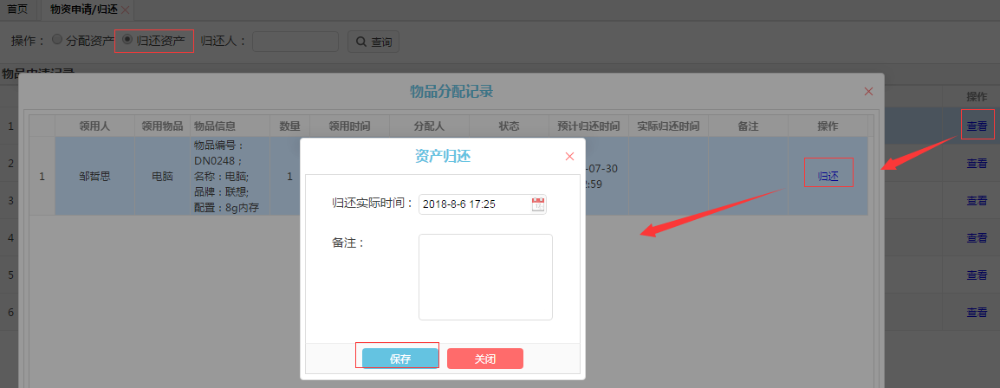 首页 物资申请/归还
操作： 分配资产 归还资产 归还人： 查询
物品申请记录
物品分配记录
操作
领用人 领用物品 物品信息 数量 领用时间 分配人 状态 预计归还时间 实际归还时间 备注 操作
1 查看
1 邹哲思 电脑 物品编号：
DN0248；
名称：电脑;
品牌：联想;
配置：8g内存
1 -07-30
:59 归还
资产归还
归还实际时间： 2018-8-6 17:25
备注：
保存 关闭
2 查看
3 查看
4 查看
5 查看
6 查看